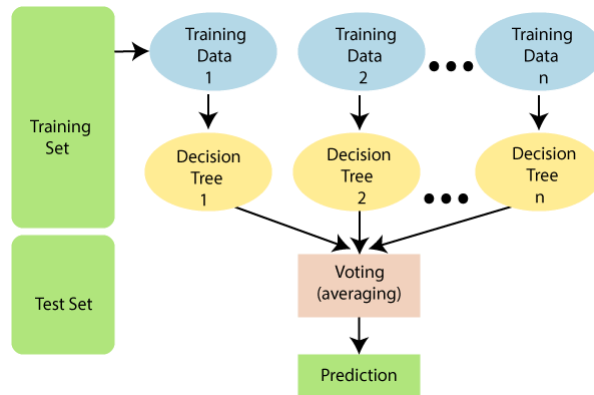 Training
Set
Training
Data
1
Training
Data
2
Training
Data
n
Decision
Tree
1
Decision
Tree
2
Decision
Tree
n
Test Set
Voting
(averaging)
Prediction